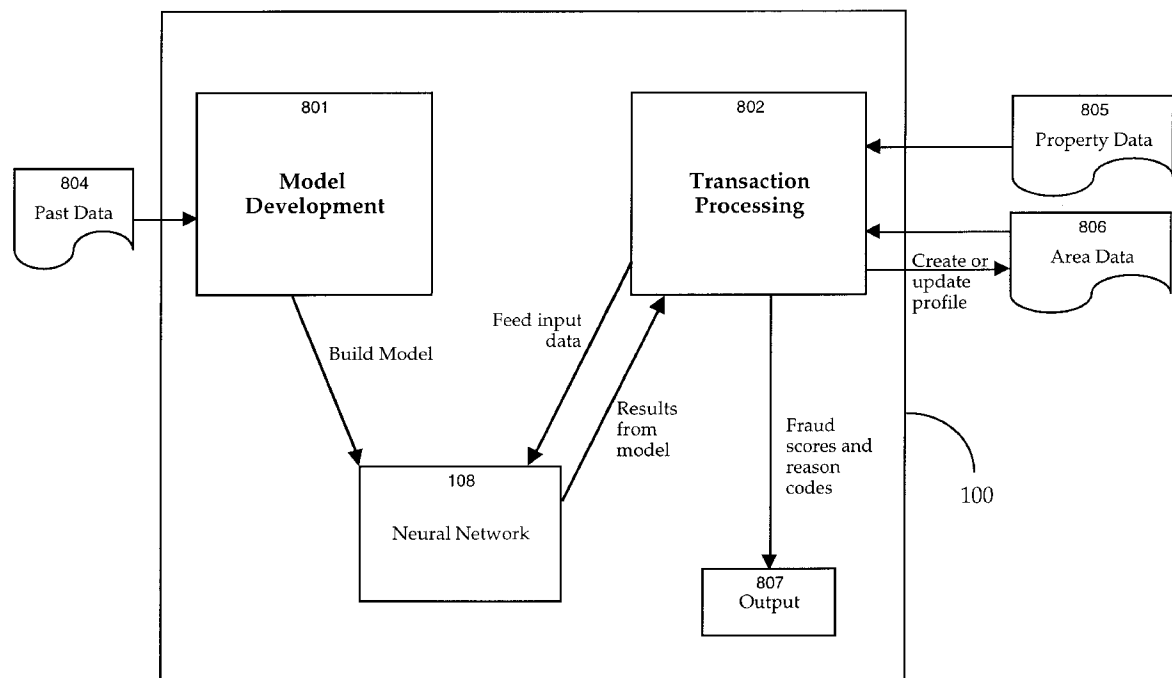 801
Model
Development
802
Transaction
Processing
804
Past Data
805
Property Data
806
Area Data
Create or
update
profile
Build Model
Feed input
data
Results
from
model
Fraud
scores and
reason
codes
108
Neural Network
807
Output
100